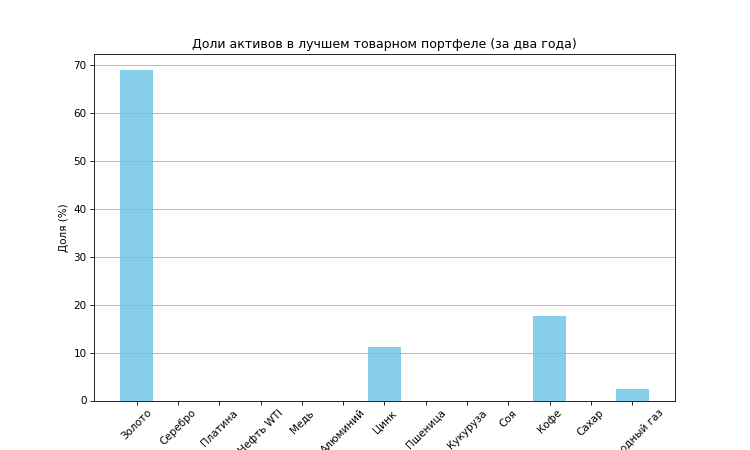 Доли активов в лучшем товарном портфеле (за два года)
Доля (%)
70
60
50
40
30
20
10
0
Золото
Серебро
Платина
Нефть WTI
Медь
Алюминий
Цинк
Пшеница
Кукуруза
Соя
Кофе
Сахар
одный газ